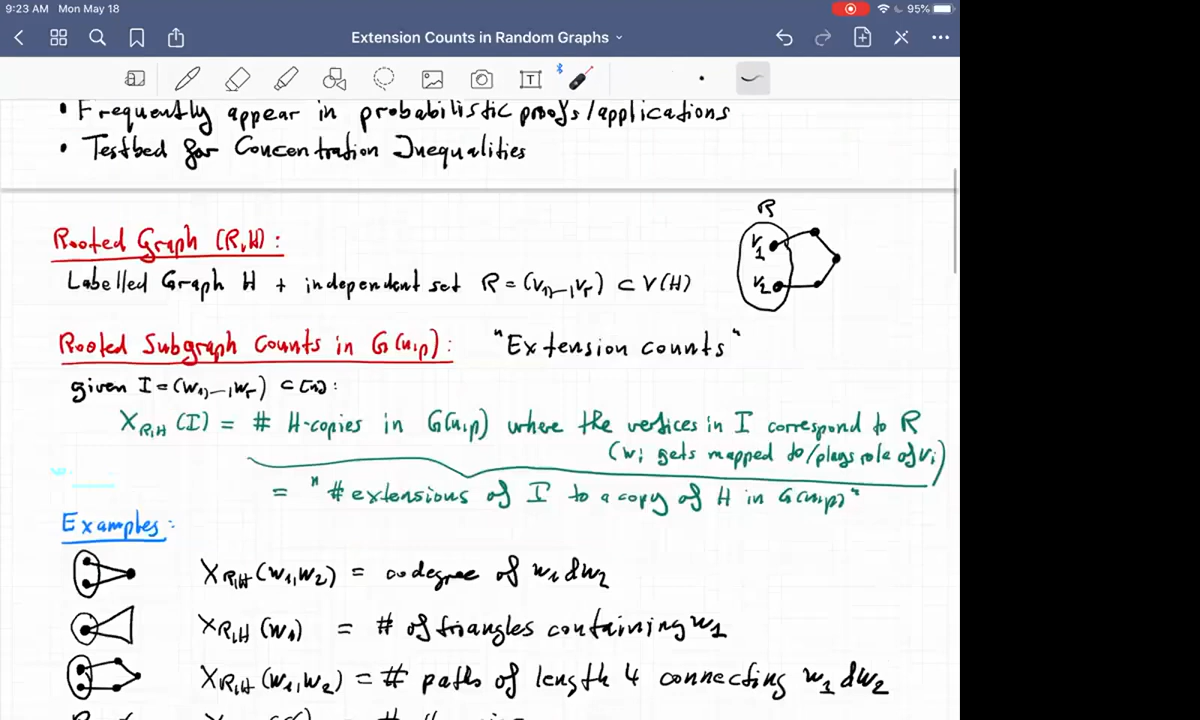 9:23 AM Mon May 18
95%
Extension Counts in Random Graphs
• Frequently appear in probabilistic proofs/applications
• Testbed for Concentration Inequalities
R
v1
v2
Rooted Graph (R,H):
Labelled Graph H + independent set R = (v1,–,vr) ⊂ V(H)
Rooted Subgraph Counts in G(n,p): "Extension counts"
given I = (w1,–,wr) ⊂ [n]:
X_{R,H}(I) = # H-copies in G(n,p) where the vertices in I correspond to R
(wi gets mapped to/plays role of vi)
= "# extensions of I to a copy of H in G(n,p)"
Examples:
X_{R,H}(w1,w2) = codegree of w1 & w2
X_{R,H}(w1) = # of triangles containing w1
X_{R,H}(w1,w2) = # paths of length 4 connecting w1 & w2